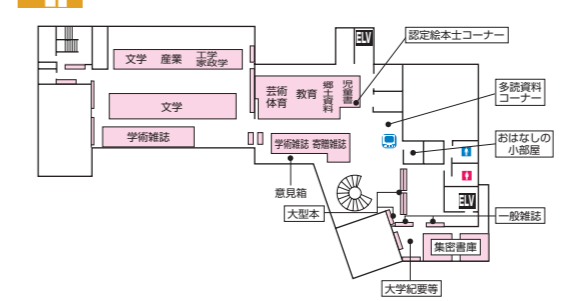 ELV
認定絵本士コーナー
文学 産業 工学
家政学
芸術
体育
教育
郷土資料
児童書
多読資料
コーナー
文学
学術雑誌
学術雑誌 寄贈雑誌
おはなしの
小部屋
意見箱
大型本
ELV
一般雑誌
集密書庫
大学紀要等